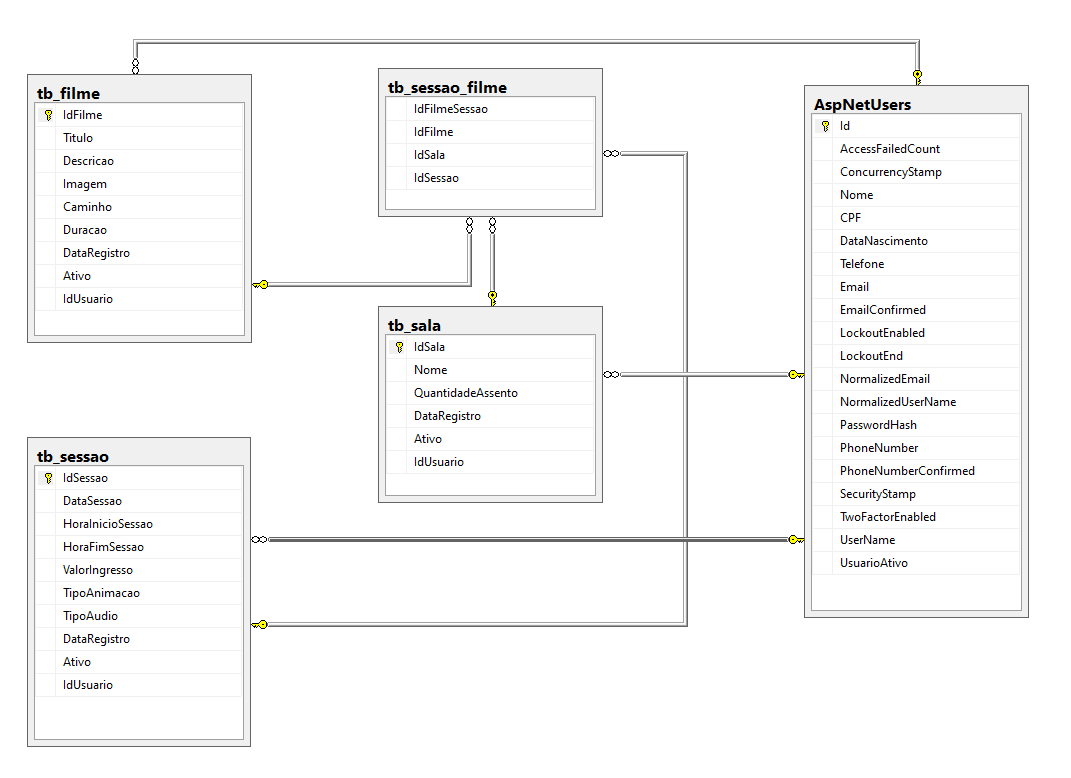 tb_filme
IdFilme
Titulo
Descricao
Imagem
Caminho
Duracao
DataRegistro
Ativo
IdUsuario
tb_sessao_filme
IdFilmeSessao
IdFilme
IdSala
IdSessao
AspNetUsers
Id
AccessFailedCount
ConcurrencyStamp
Nome
CPF
DataNascimento
Telefone
Email
EmailConfirmed
LockoutEnabled
LockoutEnd
NormalizedEmail
NormalizedUserName
PasswordHash
PhoneNumber
PhoneNumberConfirmed
SecurityStamp
TwoFactorEnabled
UserName
UsuarioAtivo
tb_sala
IdSala
Nome
QuantidadeAssento
DataRegistro
Ativo
IdUsuario
tb_sessao
IdSessao
DataSessao
HoraInicioSessao
HoraFimSessao
ValorIngresso
TipoAnimacao
TipoAudio
DataRegistro
Ativo
IdUsuario